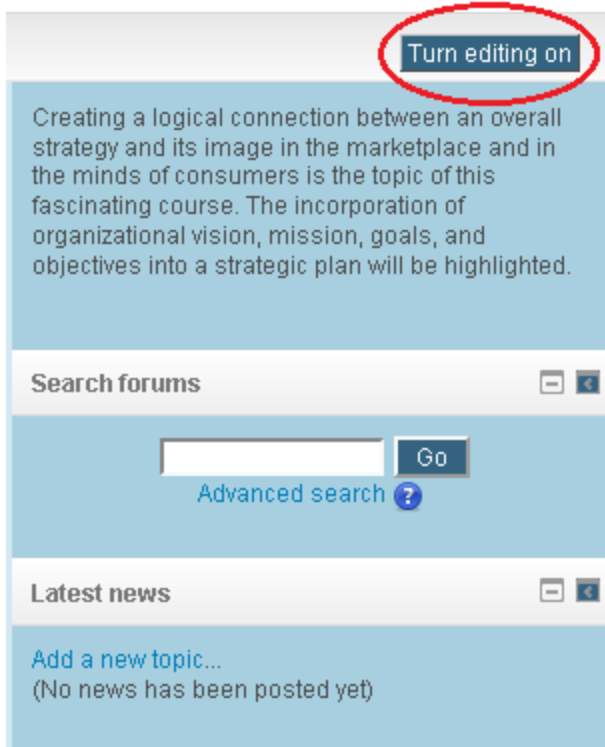 Turn editing on
Creating a logical connection between an overall
strategy and its image in the marketplace and in
the minds of consumers is the topic of this
fascinating course. The incorporation of
organizational vision, mission, goals, and
objectives into a strategic plan will be highlighted.
Search forums
Go
Advanced search ?
Latest news
Add a new topic...
(No news has been posted yet)